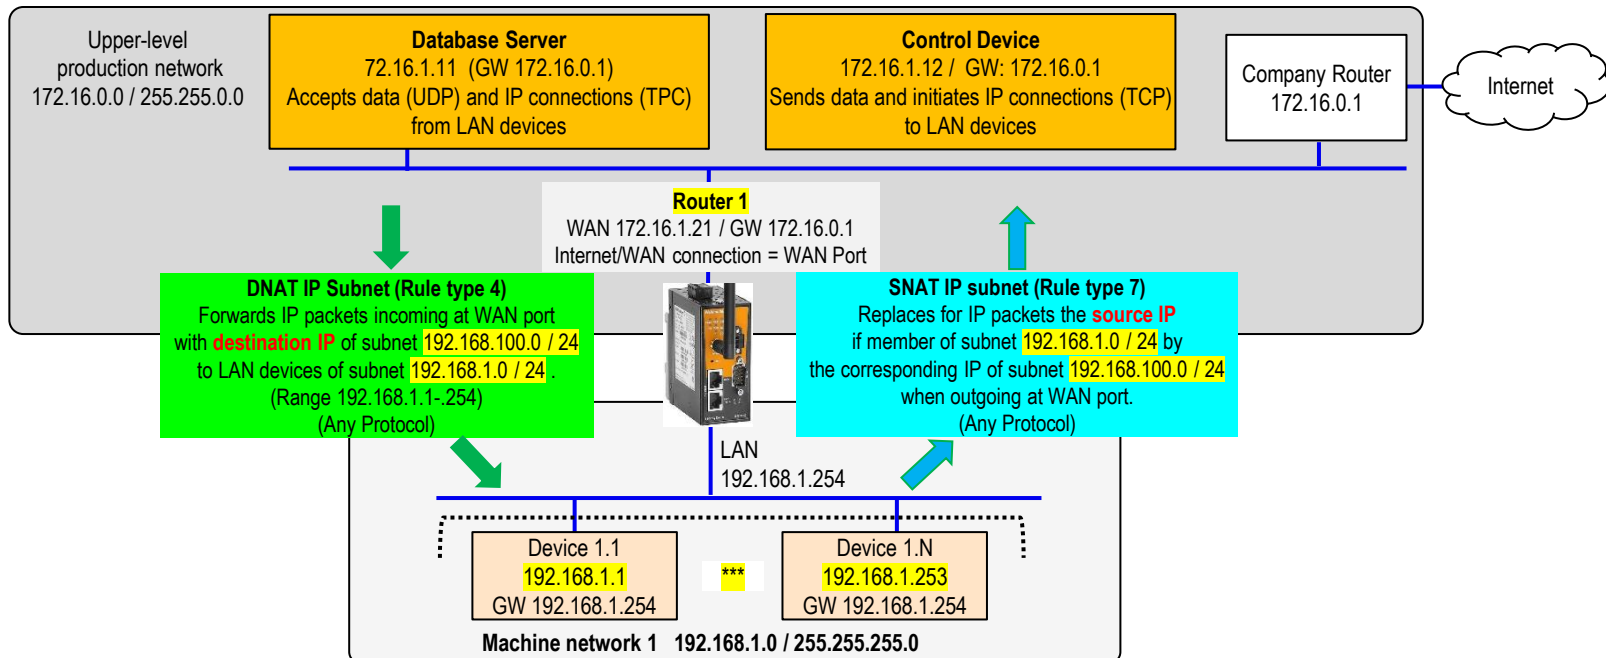 Upper-level
production network
172.16.0.0 / 255.255.0.0
Database Server
72.16.1.11 (GW 172.16.0.1)
Accepts data (UDP) and IP connections (TPC)
from LAN devices
Control Device
172.16.1.12 / GW: 172.16.0.1
Sends data and initiates IP connections (TCP)
to LAN devices
Company Router
172.16.0.1
Internet
Router 1
WAN 172.16.1.21 / GW 172.16.0.1
Internet/WAN connection = WAN Port
DNAT IP Subnet (Rule type 4)
Forwards IP packets incoming at WAN port
with destination IP of subnet 192.168.100.0 / 24
to LAN devices of subnet 192.168.1.0 / 24 .
(Range 192.168.1.1-.254)
(Any Protocol)
SNAT IP subnet (Rule type 7)
Replaces for IP packets the source IP
if member of subnet 192.168.1.0 / 24 by
the corresponding IP of subnet 192.168.100.0 / 24
when outgoing at WAN port.
(Any Protocol)
LAN
192.168.1.254
Device 1.1
192.168.1.1
GW 192.168.1.254
***
Device 1.N
192.168.1.253
GW 192.168.1.254
Machine network 1 192.168.1.0 / 255.255.255.0